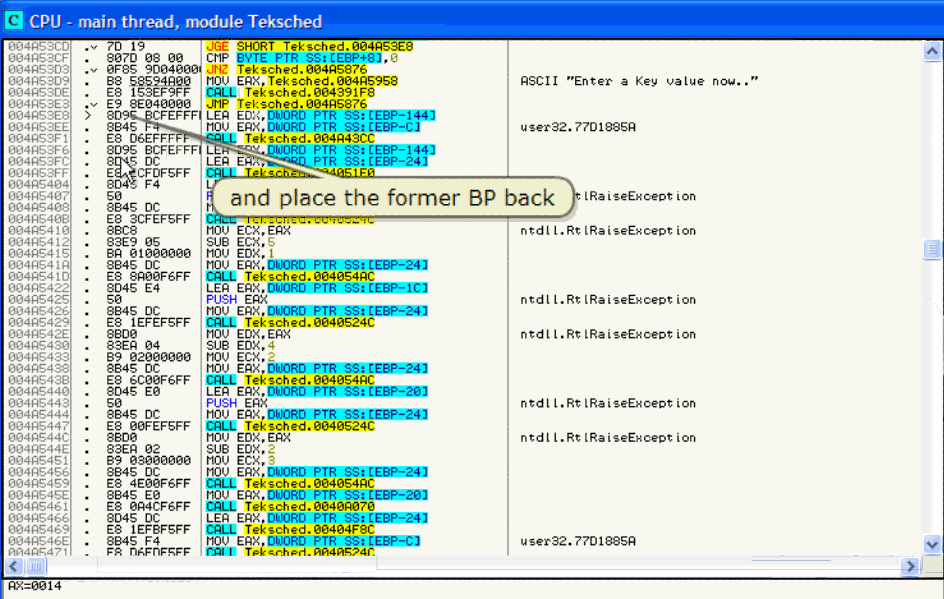 C CPU - main thread, module Teksched
004A53CD .v 7D 19 JGE SHORT Teksched.004A53E8
004A53CF . 807D 08 00 CMP BYTE PTR SS:[EBP+8],0
004A53D3 .v 0F85 9D040000 JNZ Teksched.004A5876
004A53D9 . B8 58594A00 MOV EAX,Teksched.004A5958 ASCII "Enter a Key value now.."
004A53DE . E8 153EF9FF CALL Teksched.004391F8
004A53E3 .v E9 8E040000 JMP Teksched.004A5876
004A53E8 > 8D95 BCFEFFFF LEA EDX,DWORD PTR SS:[EBP-144]
004A53EE . 8B45 F4 MOV EAX,DWORD PTR SS:[EBP-C] user32.77D1885A
004A53F1 . E8 D6EFFFFF CALL Teksched.004A43CC
004A53F6 . 8D95 BCFEFFFF LEA EDX,DWORD PTR SS:[EBP-144]
004A53FC . 8D45 DC LEA EAX,DWORD PTR SS:[EBP-24]
004A53FF . CALL
004A5404 . 8D45 F4
004A5407 . 50 tlRaiseException
004A5408 . 8B45 DC
004A540B . E8 3CFEF5FF CALL Teksched.0040524C
004A5410 . 8BC8 MOV ECX,EAX ntdll.RtlRaiseException
004A5412 . 83E9 05 SUB ECX,5
004A5415 . BA 01000000 MOV EDX,1
004A541A . 8B45 DC MOV EAX,DWORD PTR SS:[EBP-24]
004A541D . E8 8A00F6FF CALL Teksched.004054AC
004A5422 . 8D45 E4 LEA EAX,DWORD PTR SS:[EBP-1C]
004A5425 . 50 PUSH EAX ntdll.RtlRaiseException
004A5426 . 8B45 DC MOV EAX,DWORD PTR SS:[EBP-24]
004A5429 . E8 1EFEF5FF CALL Teksched.0040524C
004A542E . 8BD0 MOV EDX,EAX ntdll.RtlRaiseException
004A5430 . 83EA 04 SUB EDX,4
004A5433 . B9 02000000 MOV ECX,2
004A5438 . 8B45 DC MOV EAX,DWORD PTR SS:[EBP-24]
004A543B . E8 6C00F6FF CALL Teksched.004054AC
004A5440 . 8D45 E0 LEA EAX,DWORD PTR SS:[EBP-20]
004A5443 . 50 PUSH EAX ntdll.RtlRaiseException
004A5444 . 8B45 DC MOV EAX,DWORD PTR SS:[EBP-24]
004A5447 . E8 00FEF5FF CALL Teksched.0040524C
004A544C . 8BD0 MOV EDX,EAX ntdll.RtlRaiseException
004A544E . 83EA 02 SUB EDX,2
004A5451 . B9 03000000 MOV ECX,3
004A5456 . 8B45 DC MOV EAX,DWORD PTR SS:[EBP-24]
004A5459 . E8 4E00F6FF CALL Teksched.004054AC
004A545E . 8B45 E0 MOV EAX,DWORD PTR SS:[EBP-20]
004A5461 . E8 0A4CF6FF CALL Teksched.0040A070
004A5466 . 8D45 DC LEA EAX,DWORD PTR SS:[EBP-24]
004A5469 . E8 1EFBF5FF CALL Teksched.00404F8C
004A546E . 8B45 F4 MOV EAX,DWORD PTR SS:[EBP-C] user32.77D1885A
004A5471 . E8 D6FDF5FF CALL Teksched.0040524C
and place the former BP back
AX=0014